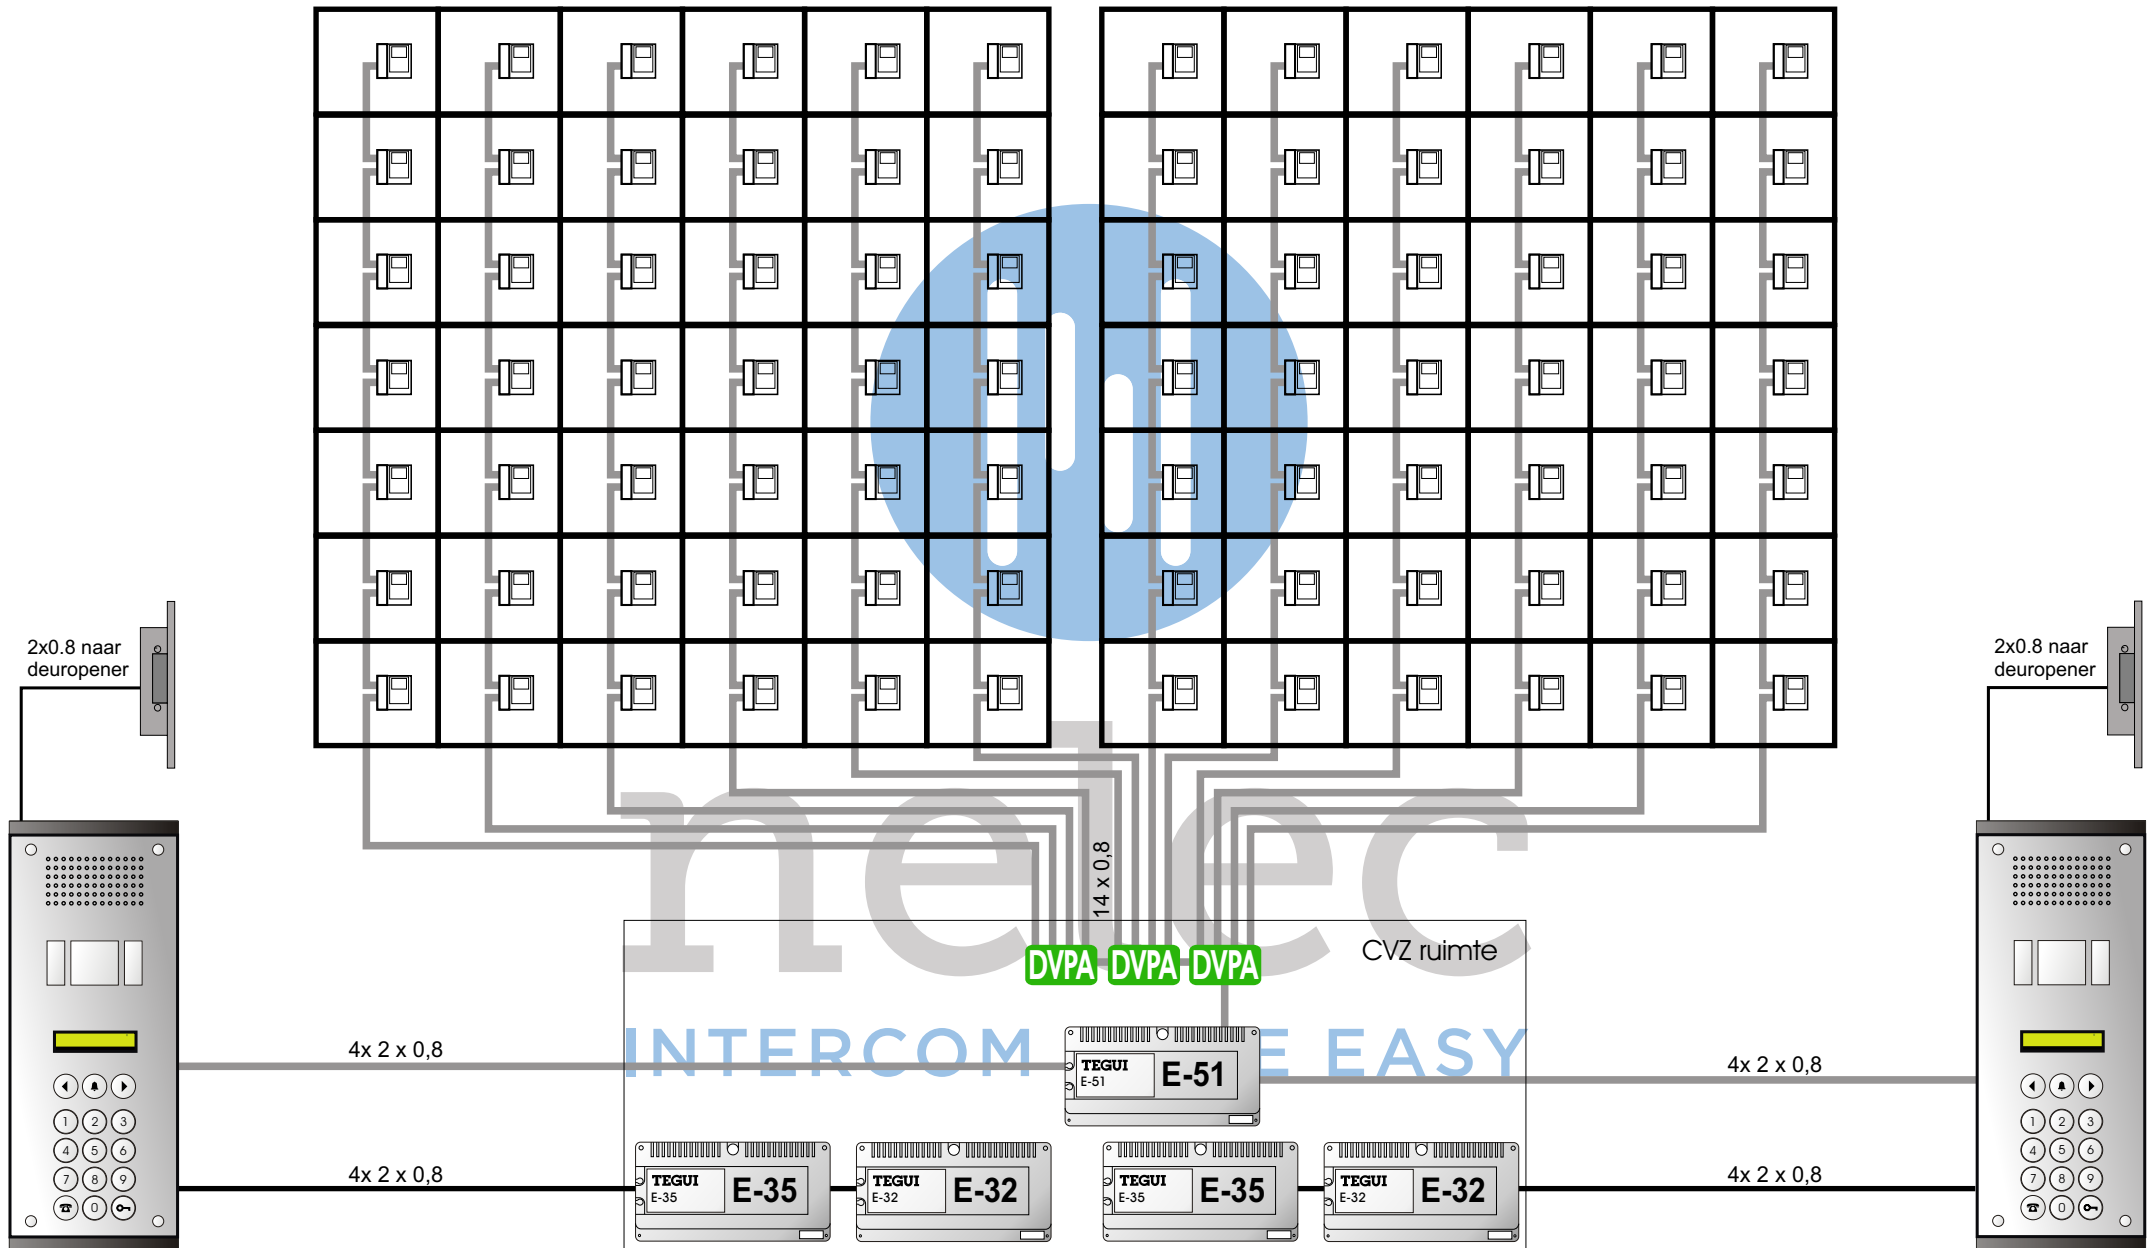 2x0.8 naar
deuropener
2x0.8 naar
deuropener
nelec
14 x 0,8
CVZ ruimte
DVPA DVPA DVPA
INTERCOM E EASY
4x 2 x 0,8
TEGUI
E-51
E-51
4x 2 x 0,8
1 2 3
4 5 6
7 8 9
0
1 2 3
4 5 6
7 8 9
0
4x 2 x 0,8
TEGUI
E-35
E-35
TEGUI
E-32
E-32
TEGUI
E-35
E-35
TEGUI
E-32
E-32
4x 2 x 0,8